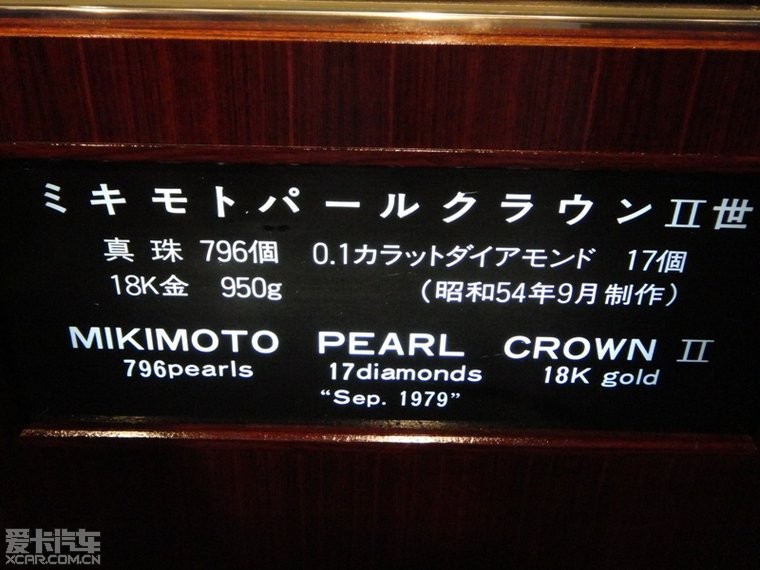 ミキモトパールクラウンⅡ世
真珠 796個 0.1カラットダイアモンド 17個
18K金 950g (昭和54年9月制作)
MIKIMOTO PEARL CROWN Ⅱ
796pearls 17diamonds 18K gold
“Sep. 1979”
爱卡汽车
XCAR.COM.CN